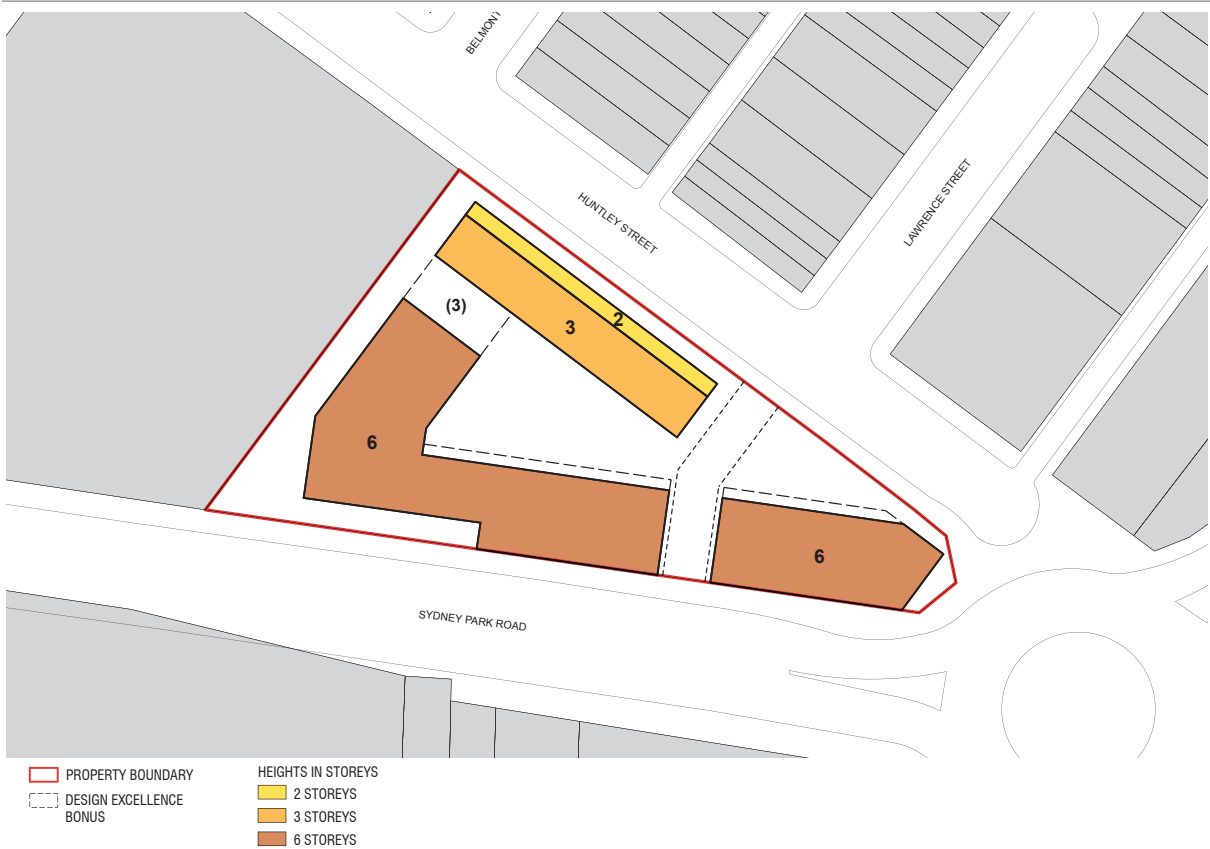 BELMONT
HUNTLEY STREET
LAWRENCE STREET
2
3
(3)
6
6
SYDNEY PARK ROAD
PROPERTY BOUNDARY
DESIGN EXCELLENCE
BONUS
HEIGHTS IN STOREYS
2 STOREYS
3 STOREYS
6 STOREYS